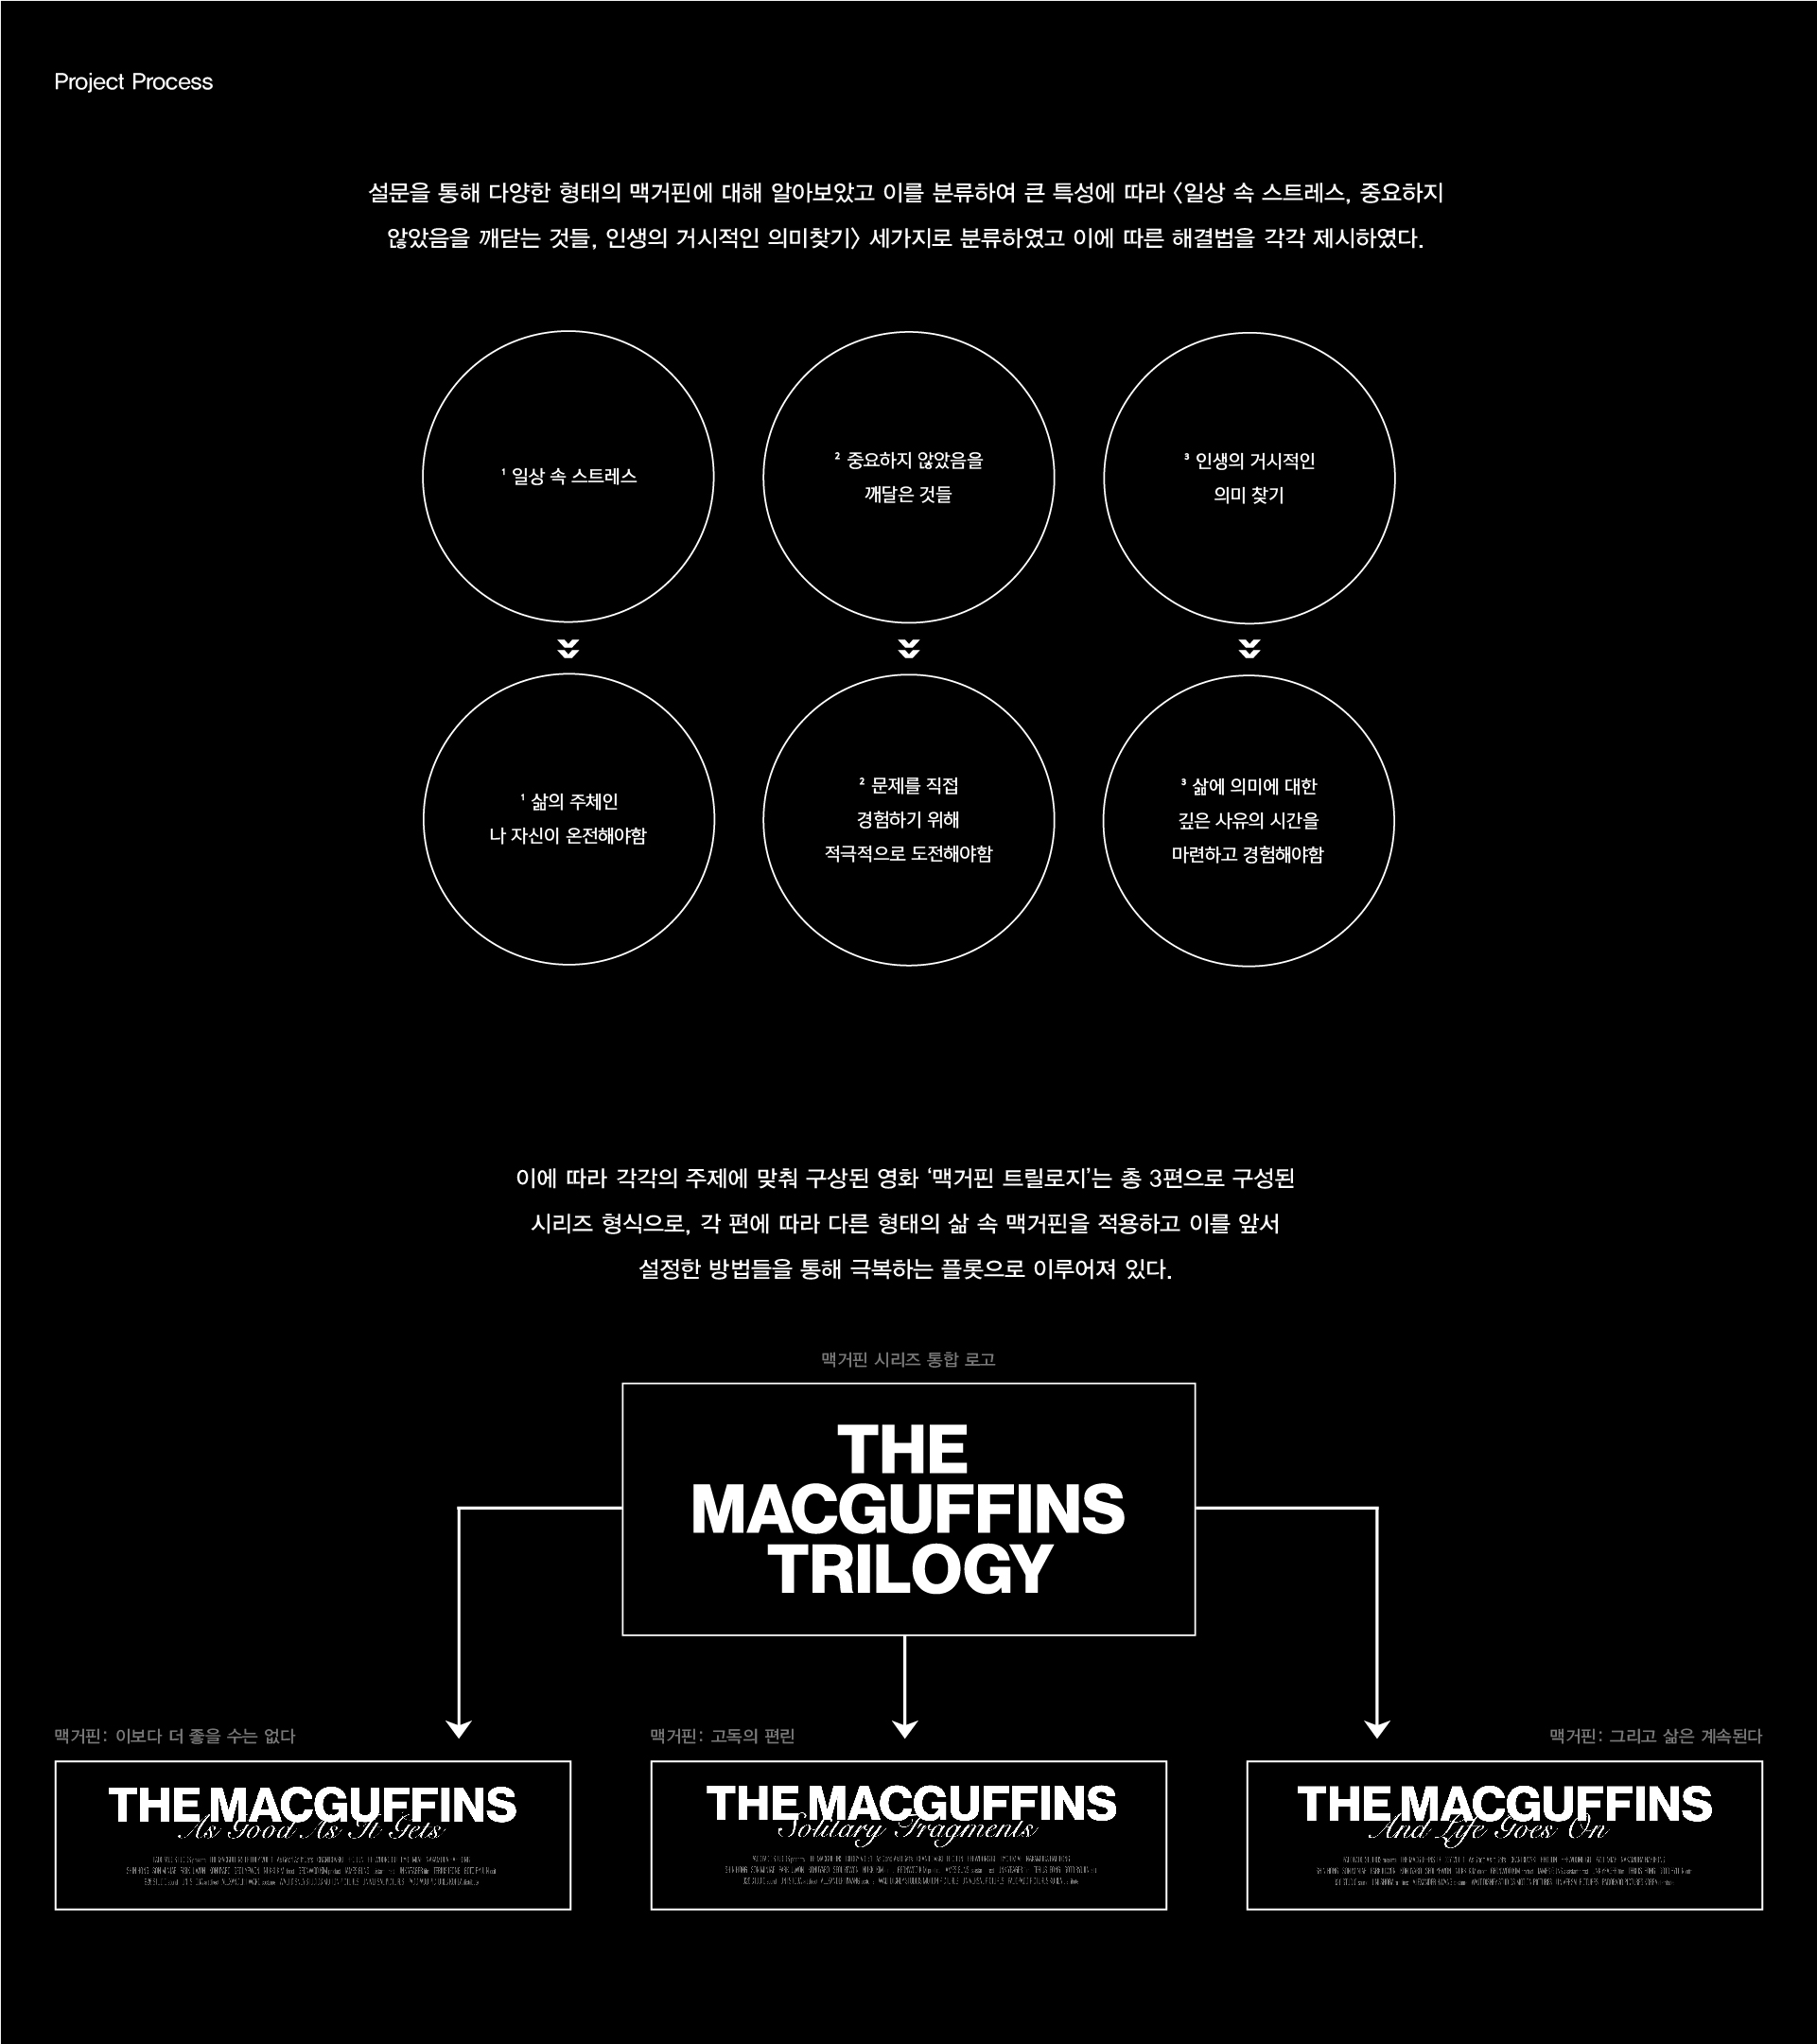 Project Process
설문을 통해 다양한 형태의 맥거핀에 대해 알아보았고 이를 분류하여 큰 특성에 따라 〈일상 속 스트레스, 중요하지
않았음을 깨닫는 것들, 인생의 거시적인 의미찾기〉 세가지로 분류하였고 이에 따른 해결법을 각각 제시하였다.
¹ 일상 속 스트레스
² 중요하지 않았음을
깨달은 것들
³ 인생의 거시적인
의미 찾기
¹ 삶의 주체인
나 자신이 온전해야함
² 문제를 직접
경험하기 위해
적극적으로 도전해야함
³ 삶에 의미에 대한
깊은 사유의 시간을
마련하고 경험해야함
이에 따라 각각의 주제에 맞춰 구상된 영화 ‘맥거핀 트릴로지’는 총 3편으로 구성된
시리즈 형식으로, 각 편에 따라 다른 형태의 삶 속 맥거핀을 적용하고 이를 앞서
설정한 방법들을 통해 극복하는 플롯으로 이루어져 있다.
맥거핀 시리즈 통합 로고
THE
MACGUFFINS
TRILOGY
맥거핀: 이보다 더 좋을 수는 없다
THE MACGUFFINS
As Good As It Gets
맥거핀: 고독의 편린
THE MACGUFFINS
Solitary Fragments
맥거핀: 그리고 삶은 계속된다
THE MACGUFFINS
And Life Goes On